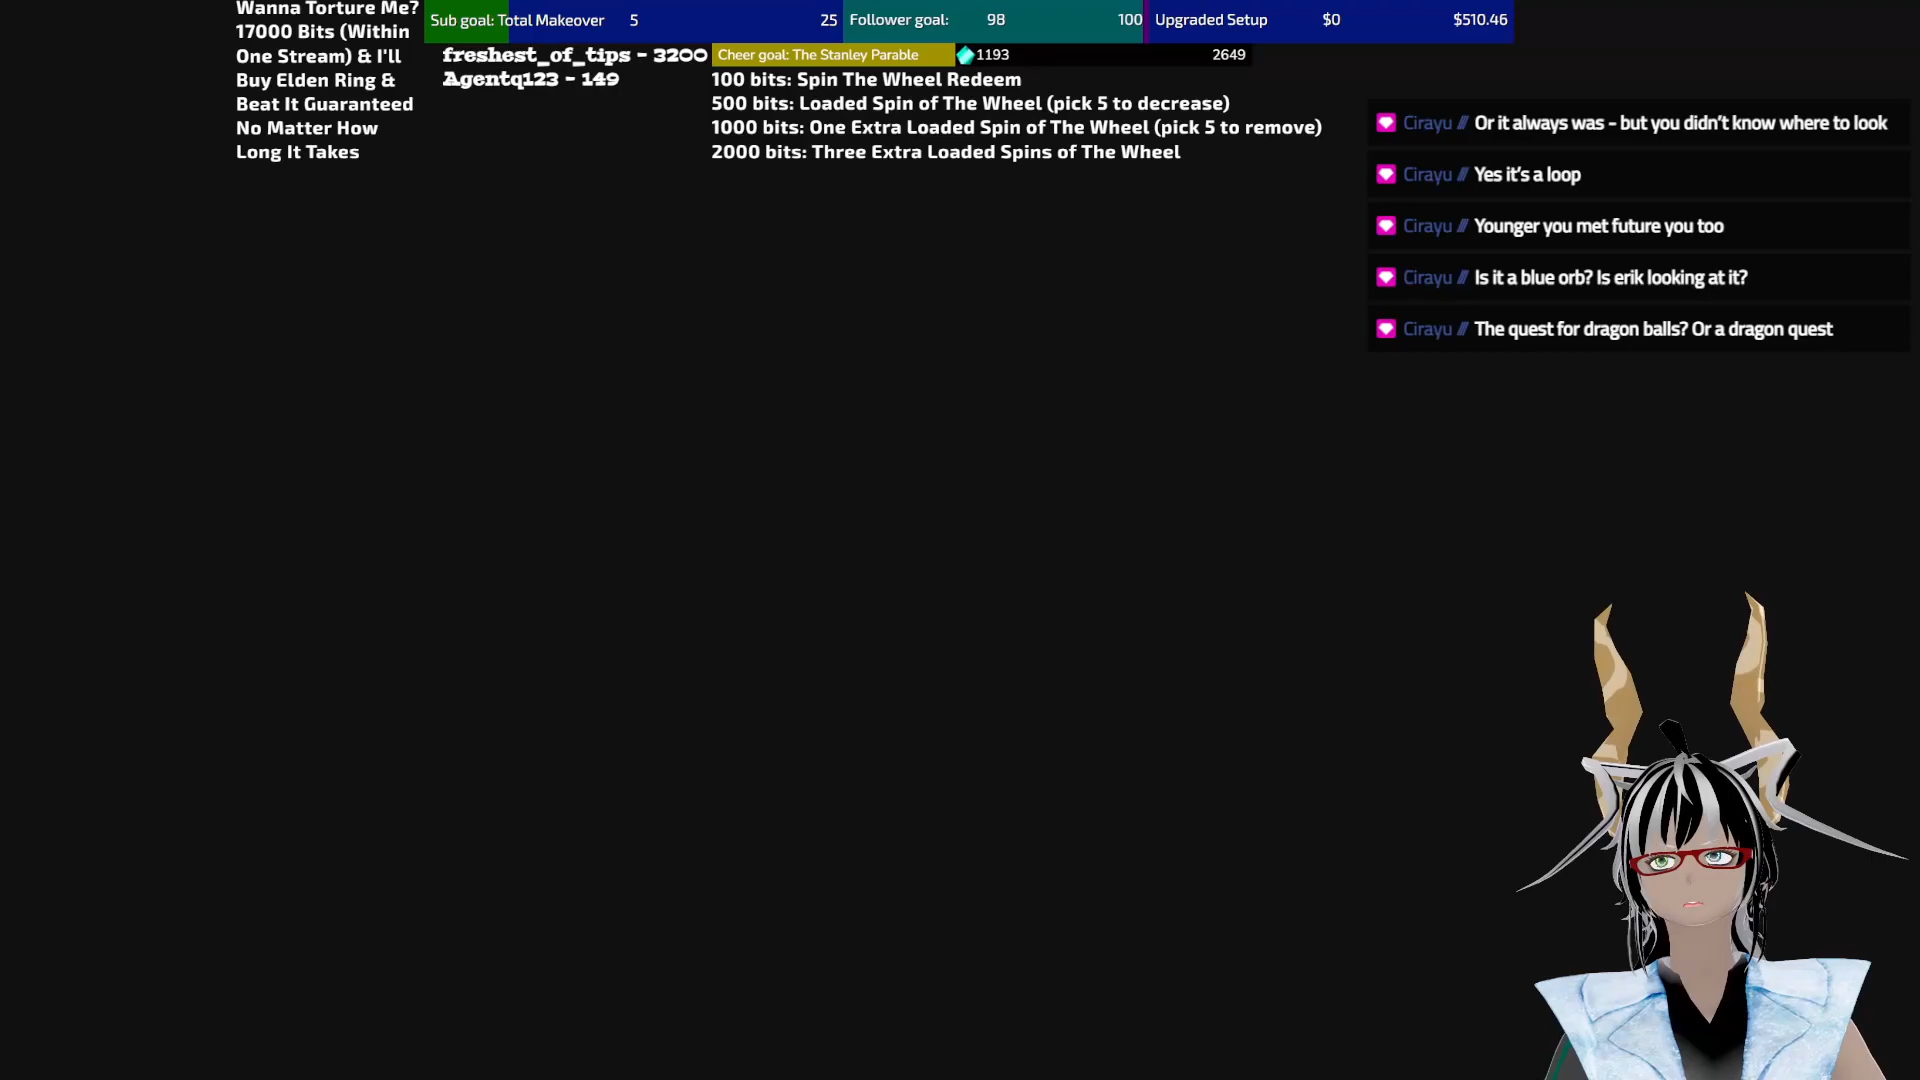 Wanna Torture Me?
17000 Bits (Within
One Stream) & I'll
Buy Elden Ring &
Beat It Guaranteed
No Matter How
Long It Takes
Sub goal: Total Makeover 5 25
Follower goal: 98 100
Upgraded Setup $0 $510.46
freshest_of_tips - 3200
Agentq123 - 149
Cheer goal: The Stanley Parable 1193 2649
100 bits: Spin The Wheel Redeem
500 bits: Loaded Spin of The Wheel (pick 5 to decrease)
1000 bits: One Extra Loaded Spin of The Wheel (pick 5 to remove)
2000 bits: Three Extra Loaded Spins of The Wheel
Cirayu // Or it always was - but you didn't know where to look
Cirayu // Yes it's a loop
Cirayu // Younger you met future you too
Cirayu // Is it a blue orb? Is erik looking at it?
Cirayu // The quest for dragon balls? Or a dragon quest